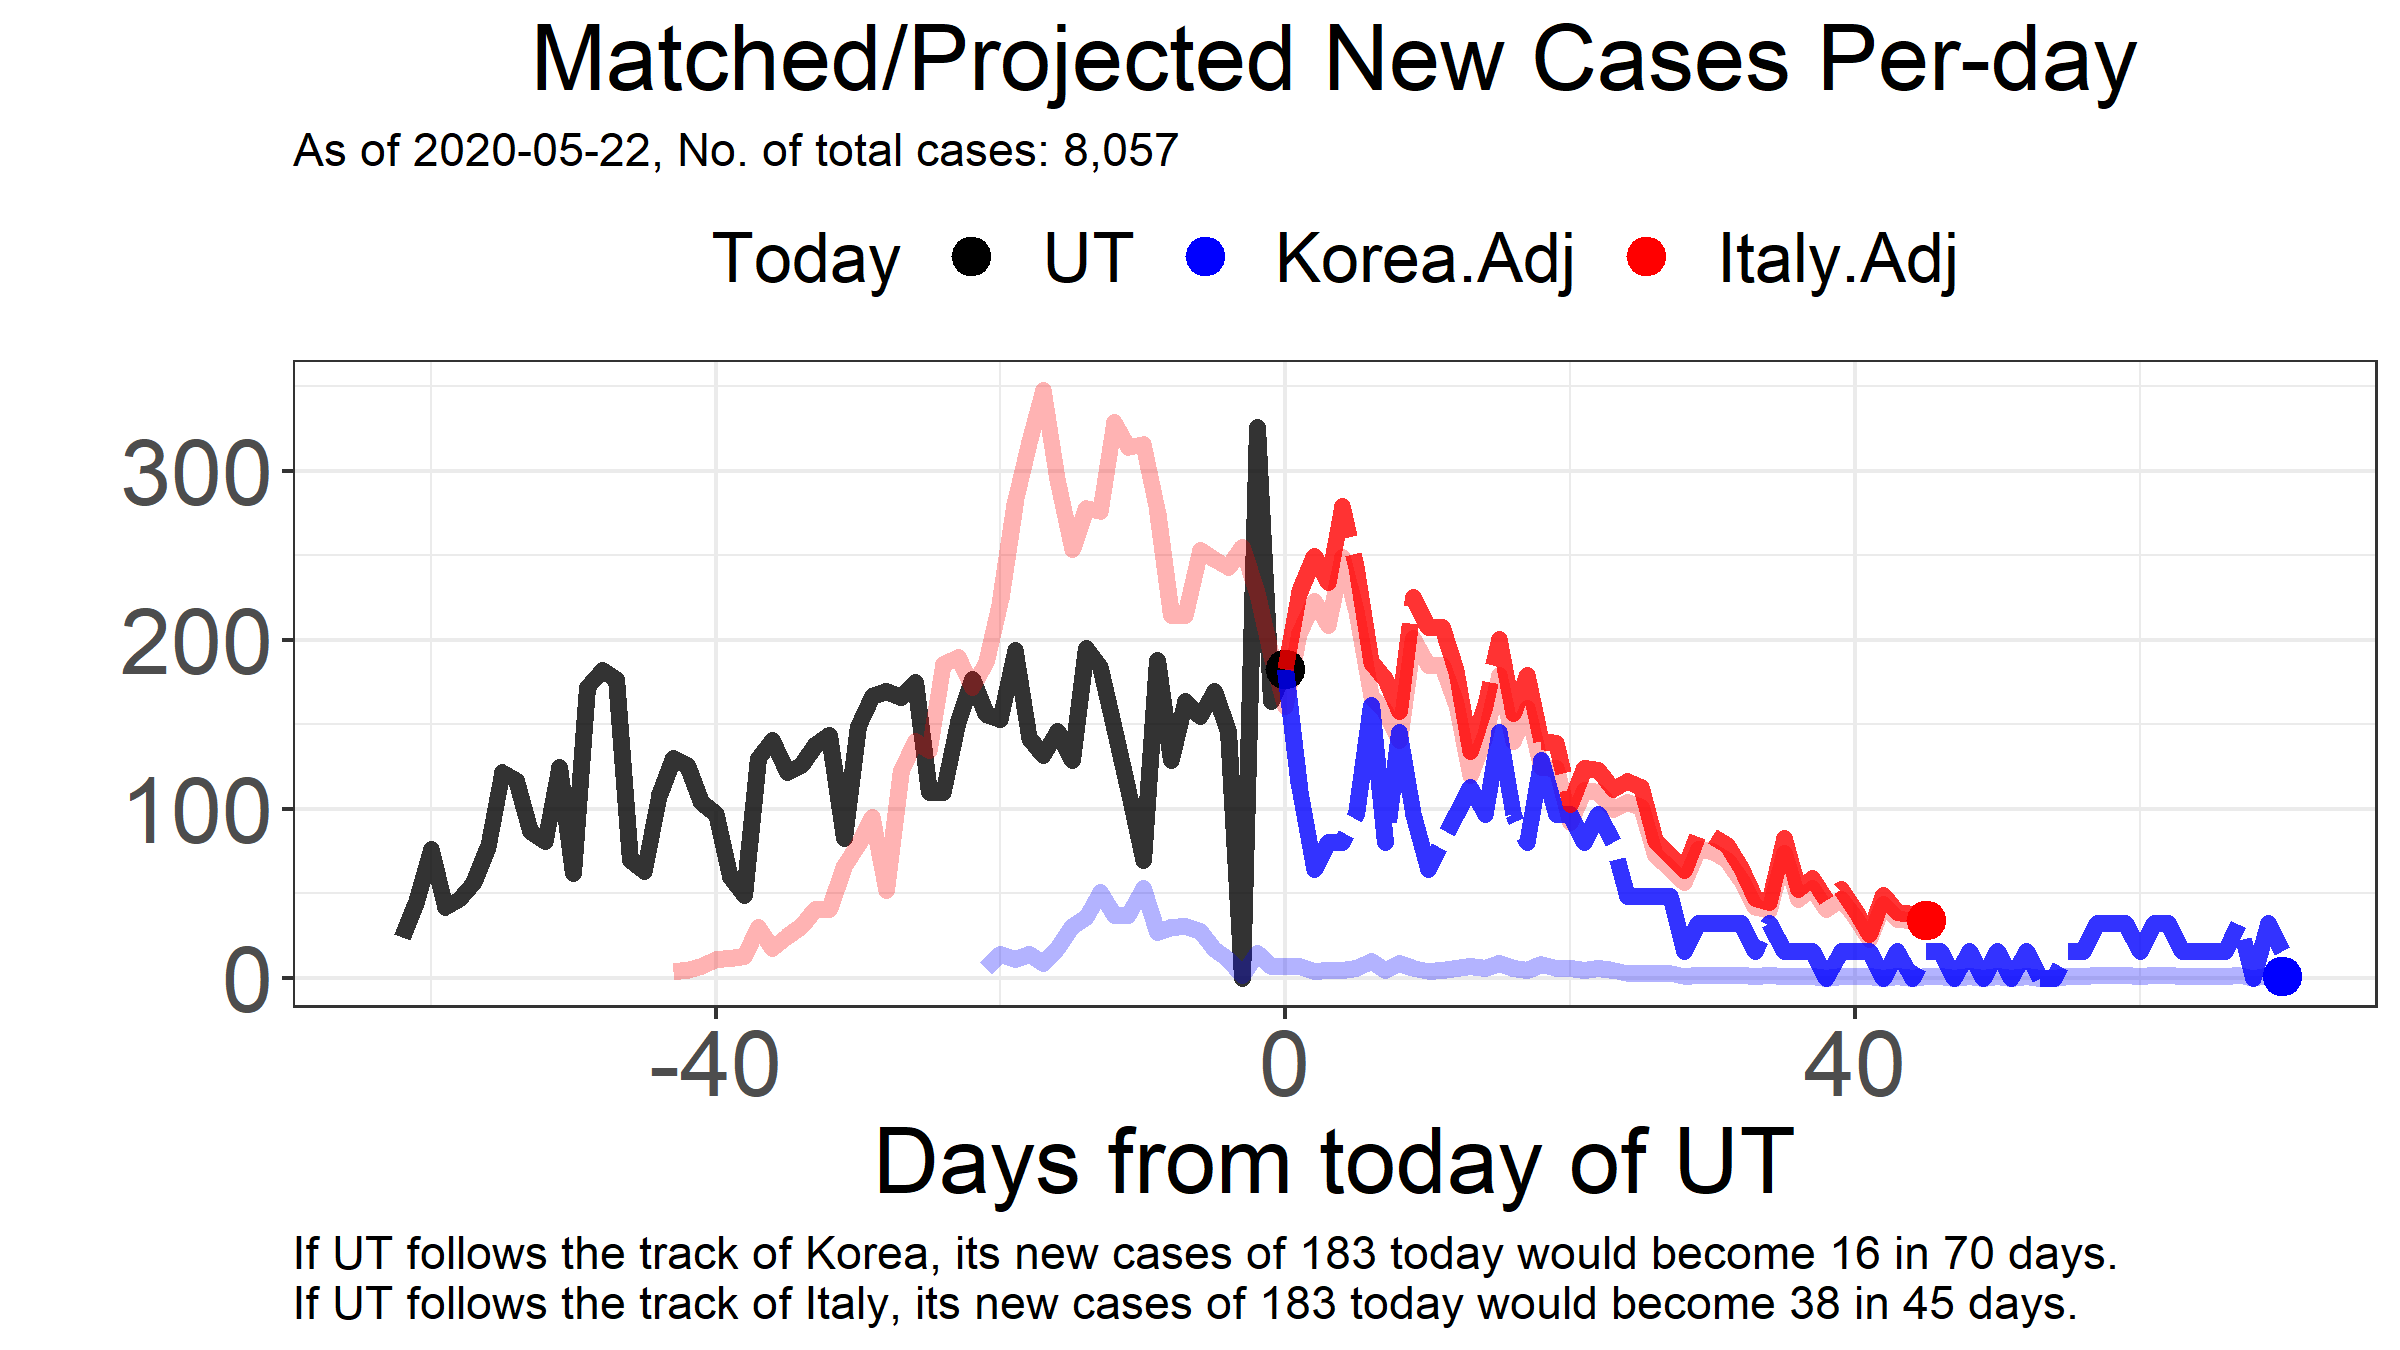 Matched/Projected New Cases Per-day
As of 2020-05-22, No. of total cases: 8,057
Today UT Korea.Adj Italy.Adj
300
200
100
0
-40 0 40
Days from today of UT
If UT follows the track of Korea, its new cases of 183 today would become 16 in 70 days.
If UT follows the track of Italy, its new cases of 183 today would become 38 in 45 days.